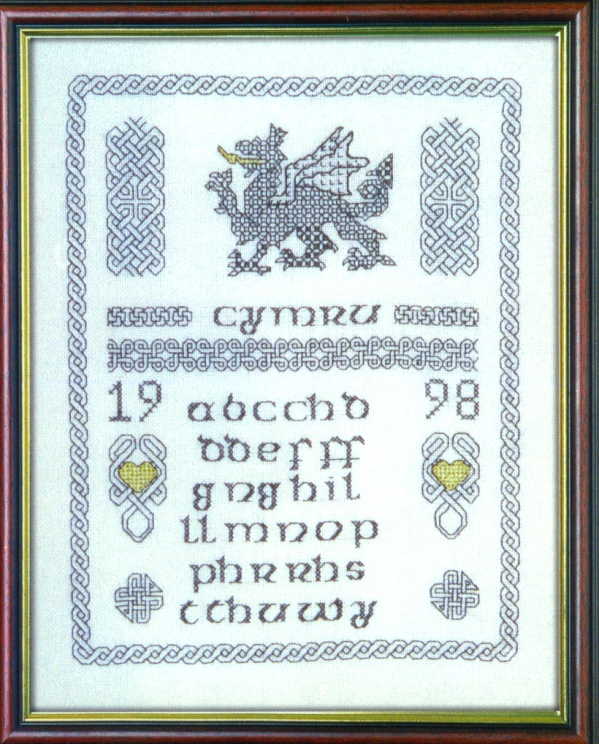 cymru
19 abcchd 98
ddefff
gnghil
llmnop
phrrhs
tthuwy